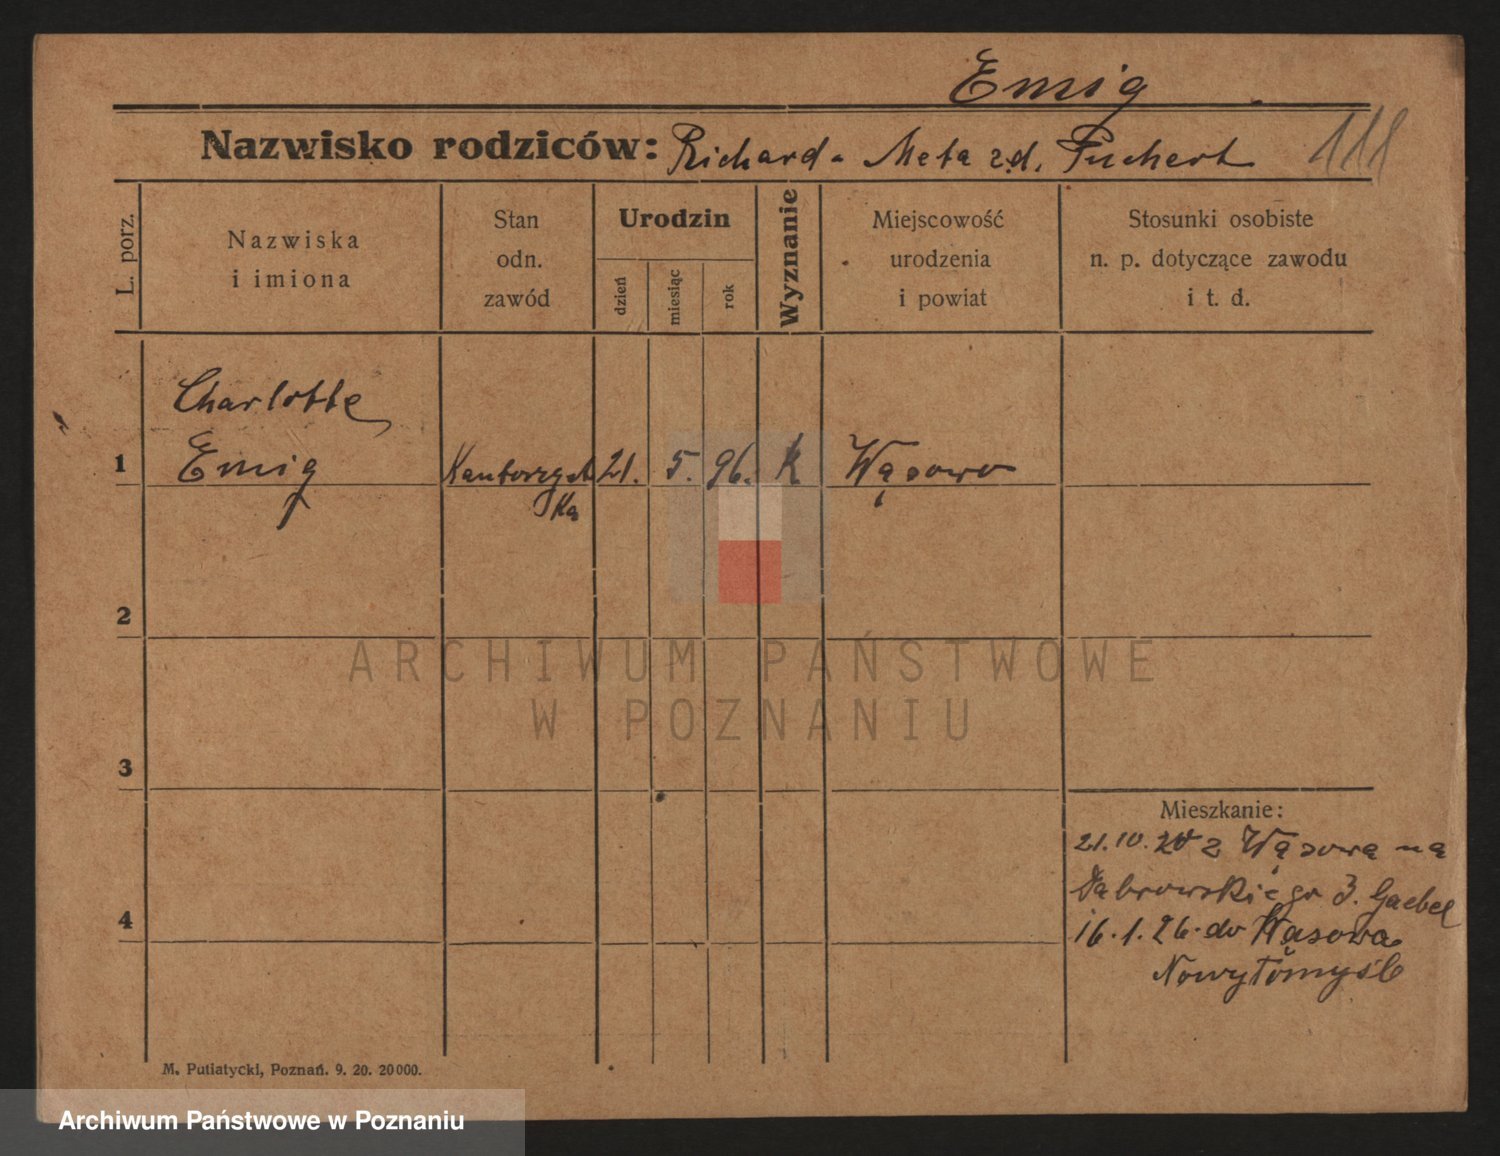 Emig
Nazwisko rodziców: Richard - Meta z d. Fuchert
111
L. porz.
Nazwiska
i imiona
Stan
odn.
zawód
Urodzin
dzień
miesiąc
rok
Wyznanie
Miejscowość
urodzenia
i powiat
Stosunki osobiste
n. p. dotyczące zawodu
i t. d.
Charlotte
1 Emig 21. 5. 96. K Wąsowo
2
3
4
Mieszkanie:
21. 10. z Wąsowa na
Dąbrowskiego 3. Gaebel
16. 1. 26. do Wąsowa
Nowytomyśl
M. Putiatycki, Poznań. 9. 20. 20000.
ARCHIWUM PAŃSTWOWE
W POZNANIU
Archiwum Państwowe w Poznaniu